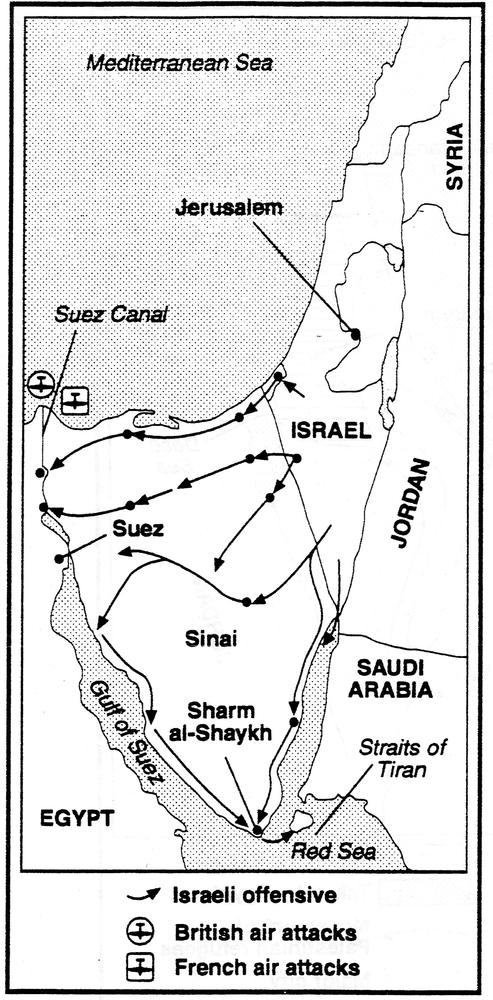 Mediterranean Sea
SYRIA
Jerusalem
Suez Canal
ISRAEL
JORDAN
Suez
Sinai
SAUDI
ARABIA
Gulf of Suez
Sharm
al-Shaykh
Straits of
Tiran
EGYPT
Red Sea
Israeli offensive
British air attacks
French air attacks